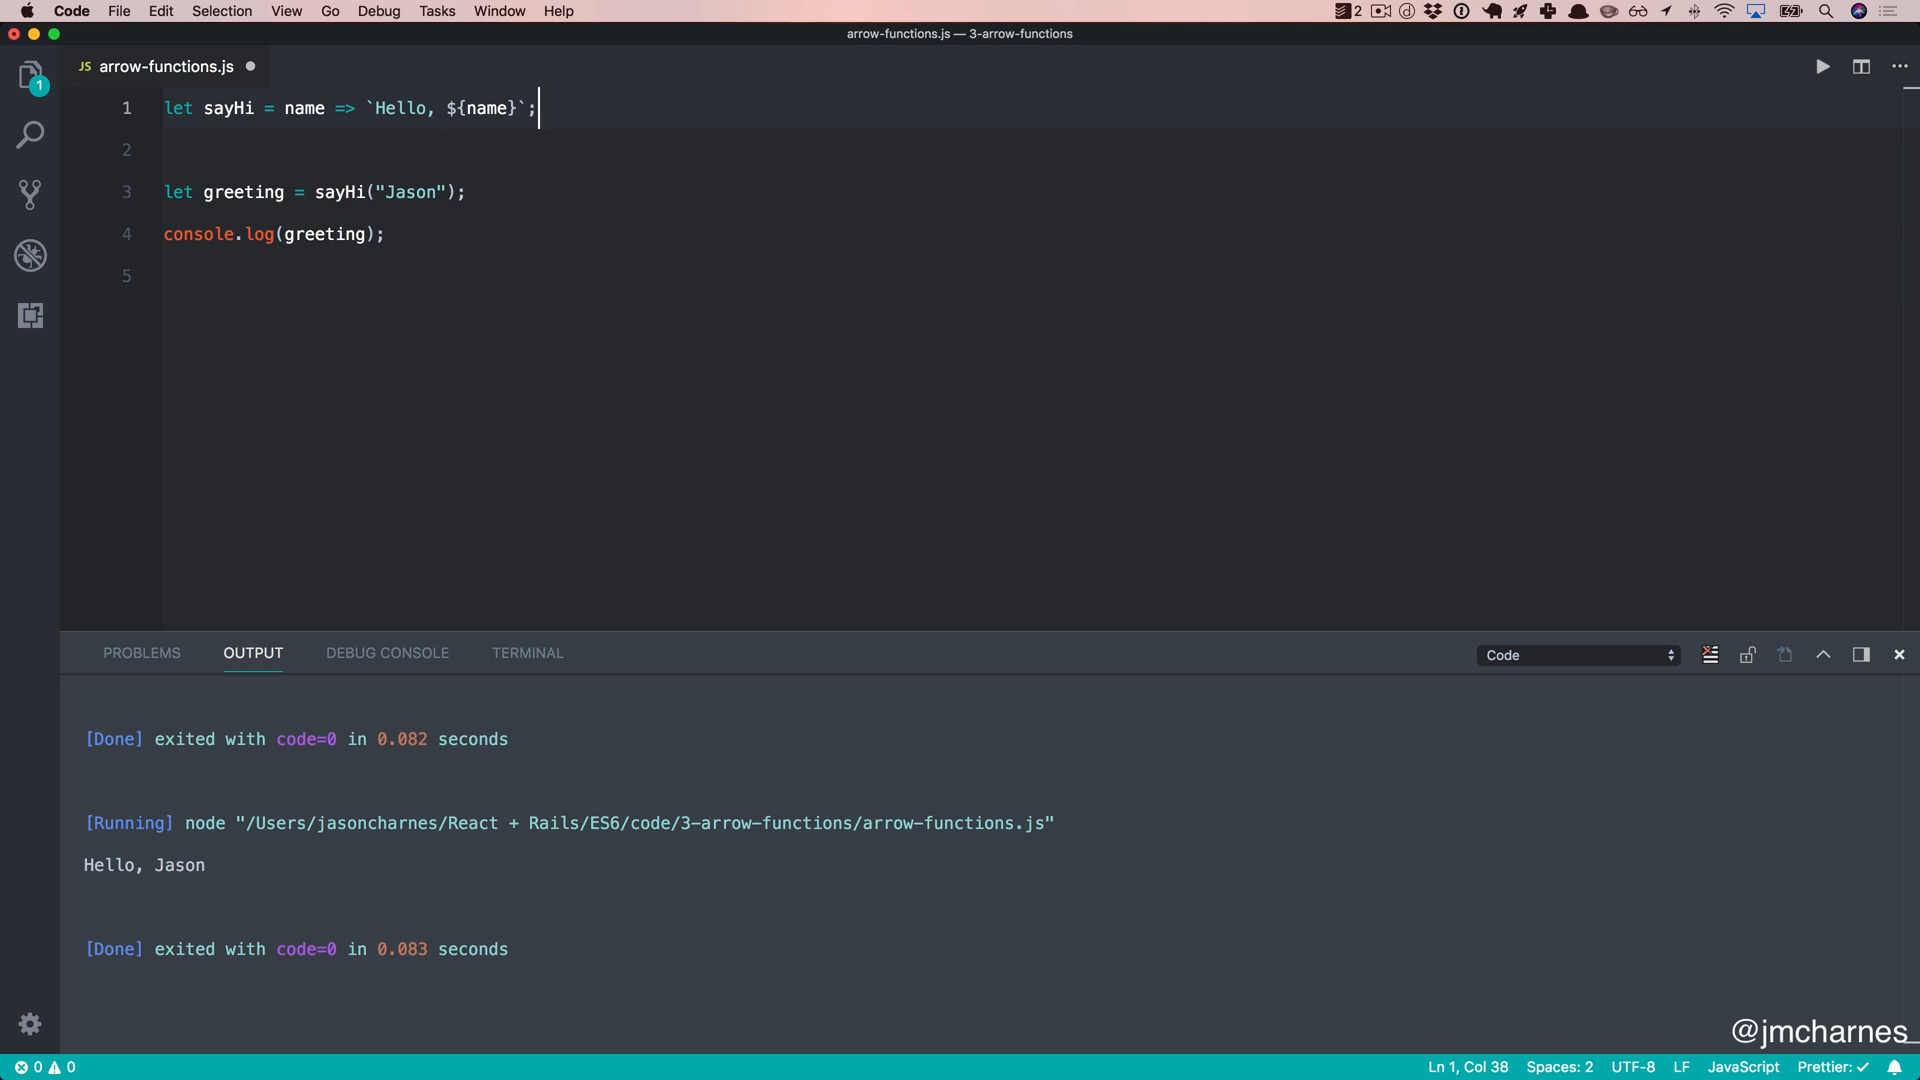 Code File Edit Selection View Go Debug Tasks Window Help 2
arrow-functions.js — 3-arrow-functions
JS arrow-functions.js
1
1 let sayHi = name => `Hello, ${name}`;
2
3 let greeting = sayHi("Jason");
4 console.log(greeting);
5
PROBLEMS OUTPUT DEBUG CONSOLE TERMINAL Code
[Done] exited with code=0 in 0.082 seconds
[Running] node "/Users/jasoncharnes/React + Rails/ES6/code/3-arrow-functions/arrow-functions.js"
Hello, Jason
[Done] exited with code=0 in 0.083 seconds
@jmcharnes
0 0 Ln 1, Col 38 Spaces: 2 UTF-8 LF JavaScript Prettier: ✓